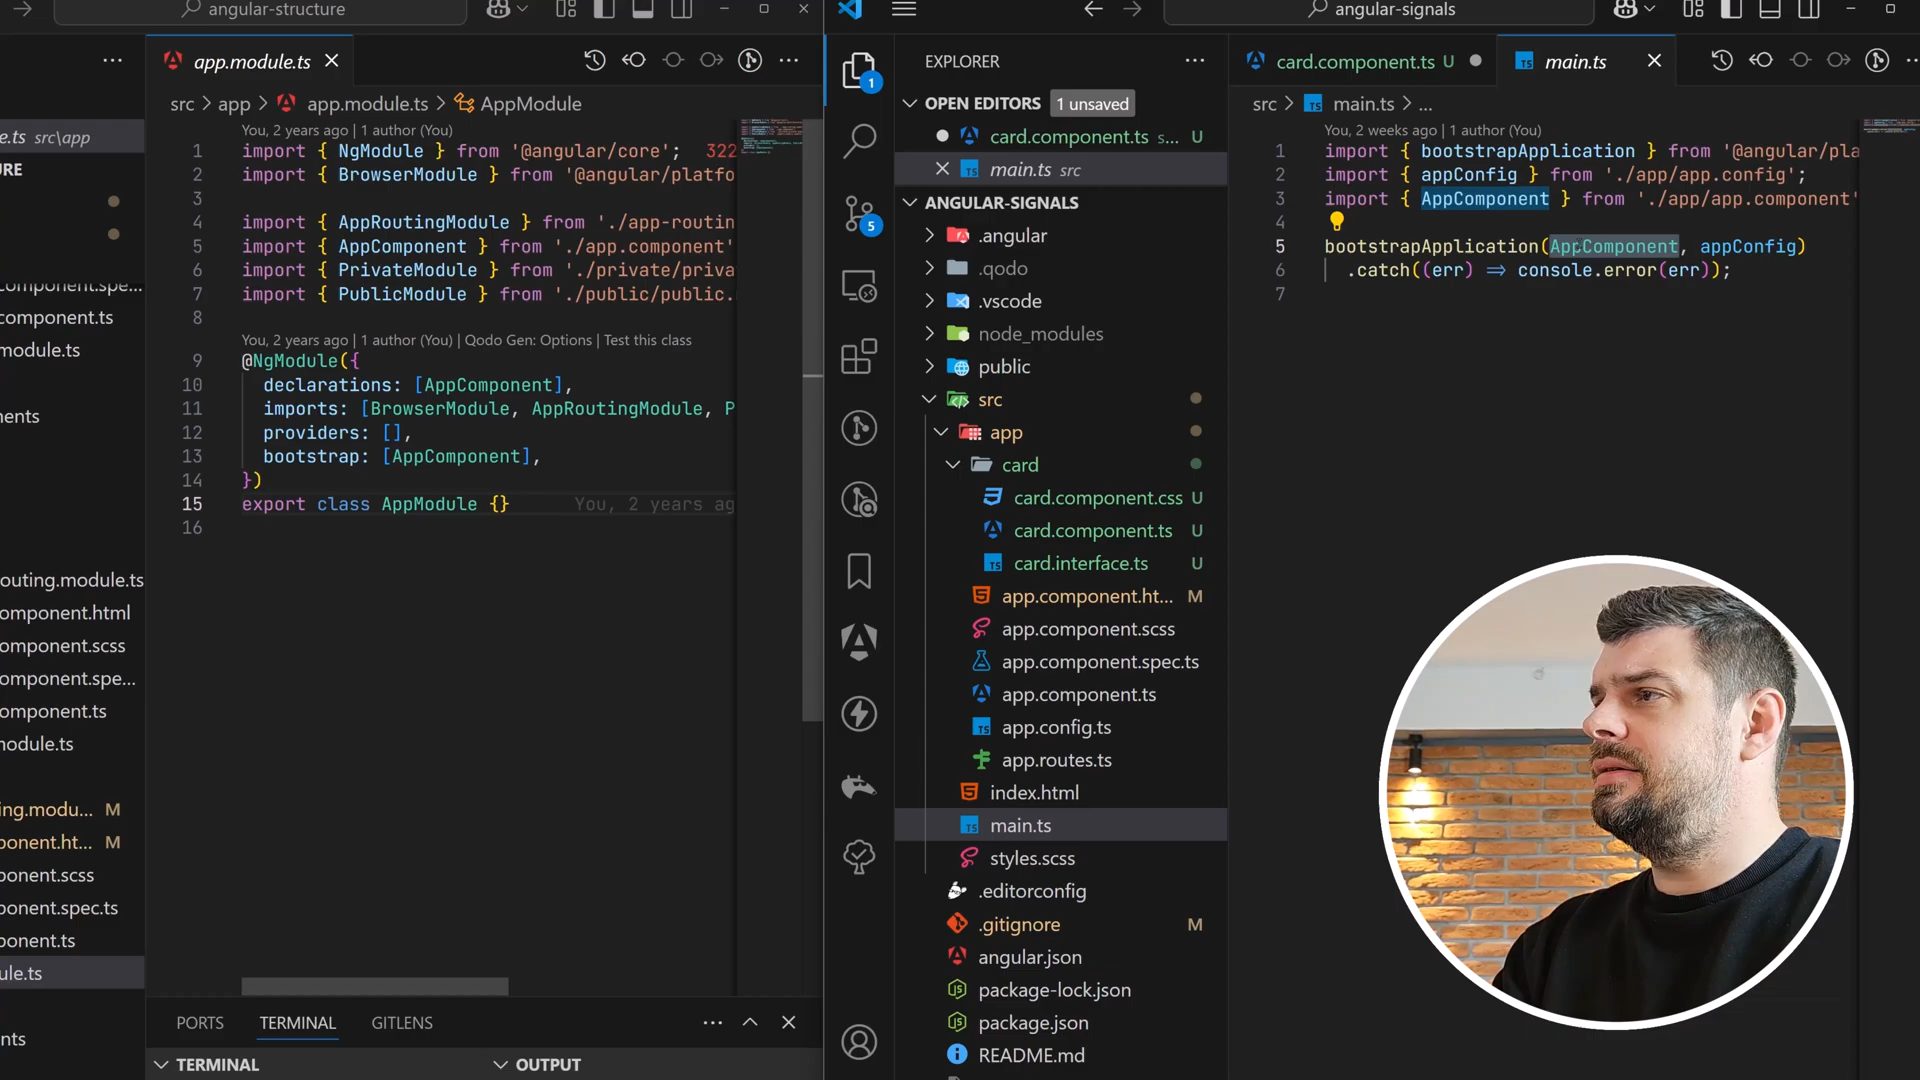 angular-structure
app.module.ts
src > app > app.module.ts > AppModule
e.ts src\app
RE
omponent.spe...
component.ts
module.ts
ents
outing.module.ts
omponent.html
omponent.scss
omponent.spe...
omponent.ts
nodule.ts
ing.modu... M
ponent.ht... M
onent.scss
onent.spec.ts
onent.ts
ule.ts
nts
You, 2 years ago | 1 author (You)
1 import { NgModule } from '@angular/core'; 322
2 import { BrowserModule } from '@angular/platfo
3
4 import { AppRoutingModule } from './app-routin
5 import { AppComponent } from './app.component'
6 import { PrivateModule } from './private/priva
7 import { PublicModule } from './public/public.
8
You, 2 years ago | 1 author (You) | Qodo Gen: Options | Test this class
9 @NgModule({
10 declarations: [AppComponent],
11 imports: [BrowserModule, AppRoutingModule, P
12 providers: [],
13 bootstrap: [AppComponent],
14 })
15 export class AppModule {} You, 2 years ag
16
PORTS TERMINAL GITLENS
TERMINAL OUTPUT
angular-signals
1
5
EXPLORER
OPEN EDITORS 1 unsaved
card.component.ts s... U
main.ts src
ANGULAR-SIGNALS
.angular
.qodo
.vscode
node_modules
public
src
app
card
card.component.css U
card.component.ts U
card.interface.ts U
app.component.ht... M
app.component.scss
app.component.spec.ts
app.component.ts
app.config.ts
app.routes.ts
index.html
main.ts
styles.scss
.editorconfig
.gitignore M
angular.json
package-lock.json
package.json
README.md
card.component.ts U
main.ts
src > main.ts > ...
You, 2 weeks ago | 1 author (You)
1 import { bootstrapApplication } from '@angular/pla
2 import { appConfig } from './app/app.config';
3 import { AppComponent } from './app/app.component'
4
5 bootstrapApplication(AppComponent, appConfig)
6 .catch((err) => console.error(err));
7